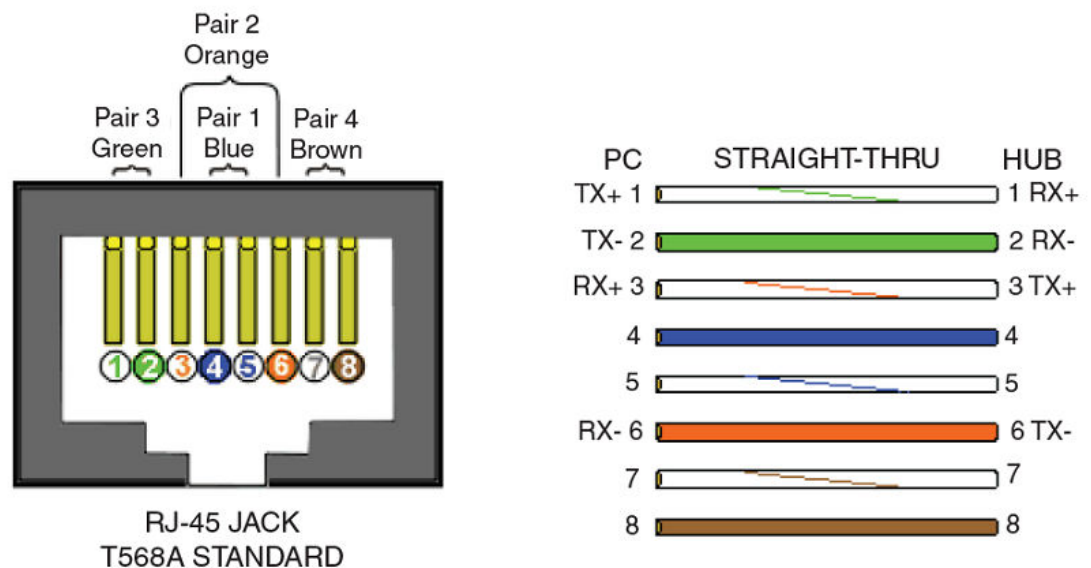 Pair 2
Orange
Pair 3 Pair 1 Pair 4
Green Blue Brown
1 2 3 4 5 6 7 8
RJ-45 JACK
T568A STANDARD
PC STRAIGHT-THRU HUB
TX+ 1 1 RX+
TX- 2 2 RX-
RX+ 3 3 TX+
4 4
5 5
RX- 6 6 TX-
7 7
8 8